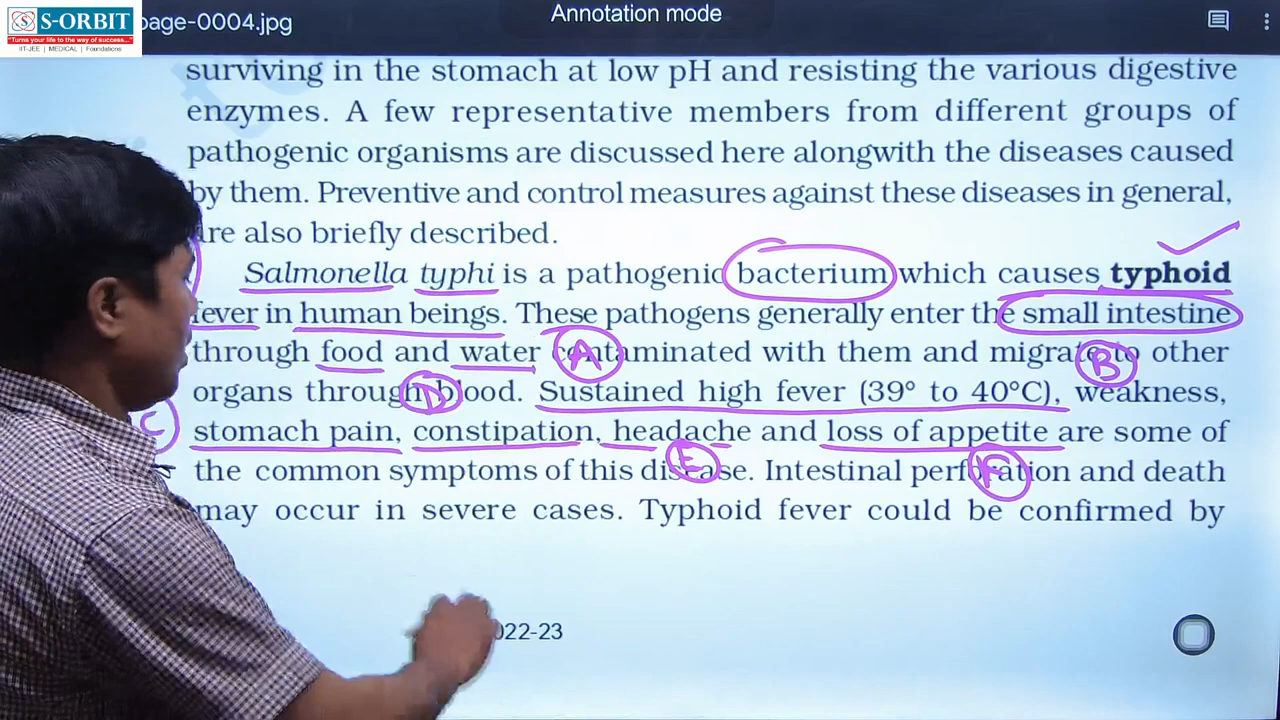 S-ORBIT
"Turns your life to the way of success..."
IIT-JEE | MEDICAL | Foundations
page-0004.jpg
Annotation mode
surviving in the stomach at low pH and resisting the various digestive
enzymes. A few representative members from different groups of
pathogenic organisms are discussed here alongwith the diseases caused
by them. Preventive and control measures against these diseases in general,
are also briefly described.
Salmonella typhi is a pathogenic bacterium which causes typhoid
fever in human beings. These pathogens generally enter the small intestine
through food and water contaminated with them and migrate to other
A
B
organs through blood. Sustained high fever (39° to 40°C), weakness,
D
C
stomach pain, constipation, headache and loss of appetite are some of
the common symptoms of this disease. Intestinal perforation and death
E
may occur in severe cases. Typhoid fever could be confirmed by
022-23